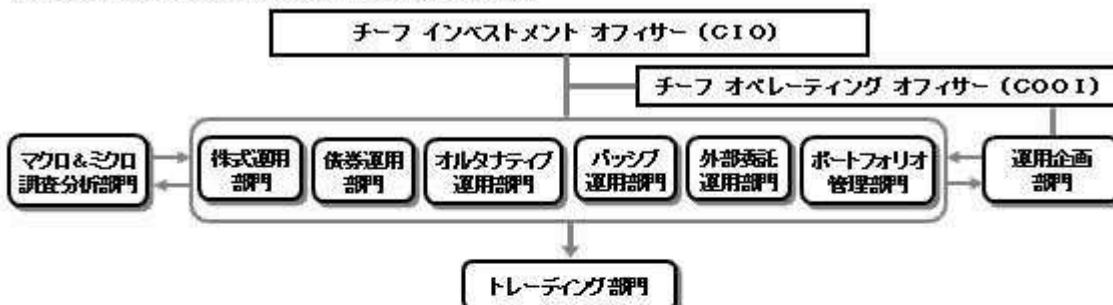 チーフ インベストメント オフィサー (CIO)
チーフ オペレーティング オフィサー (COOI)
マクロ&ミクロ
調査分析部門
株式運用
部門
債券運用
部門
オルタナティブ
運用部門
パッシブ
運用部門
外部委託
運用部門
ポートフォリオ
管理部門
運用企画
部門
トレーディング部門